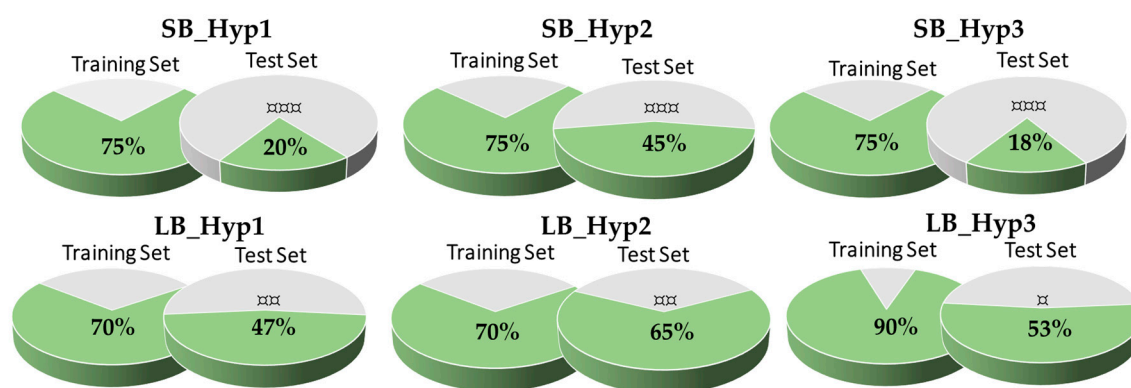 SB_Hyp1
Training Set
Test Set
¤¤¤
75%
20%
SB_Hyp2
Training Set
Test Set
¤¤¤
75%
45%
SB_Hyp3
Training Set
Test Set
¤¤¤
75%
18%
LB_Hyp1
Training Set
Test Set
¤¤
70%
47%
LB_Hyp2
Training Set
Test Set
¤¤
70%
65%
LB_Hyp3
Training Set
Test Set
¤
90%
53%